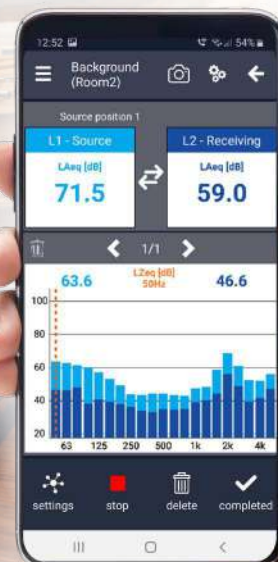 12:52 54%
Background
(Room2)
Source position 1
L1 - Source L2 - Receiving
LAeq [dB] LAeq [dB]
71.5 59.0
1/1
63.6 LZeq [dB] 46.6
50Hz
100
80
60
40
20
63 125 250 500 1k 2k 4k
settings stop delete completed